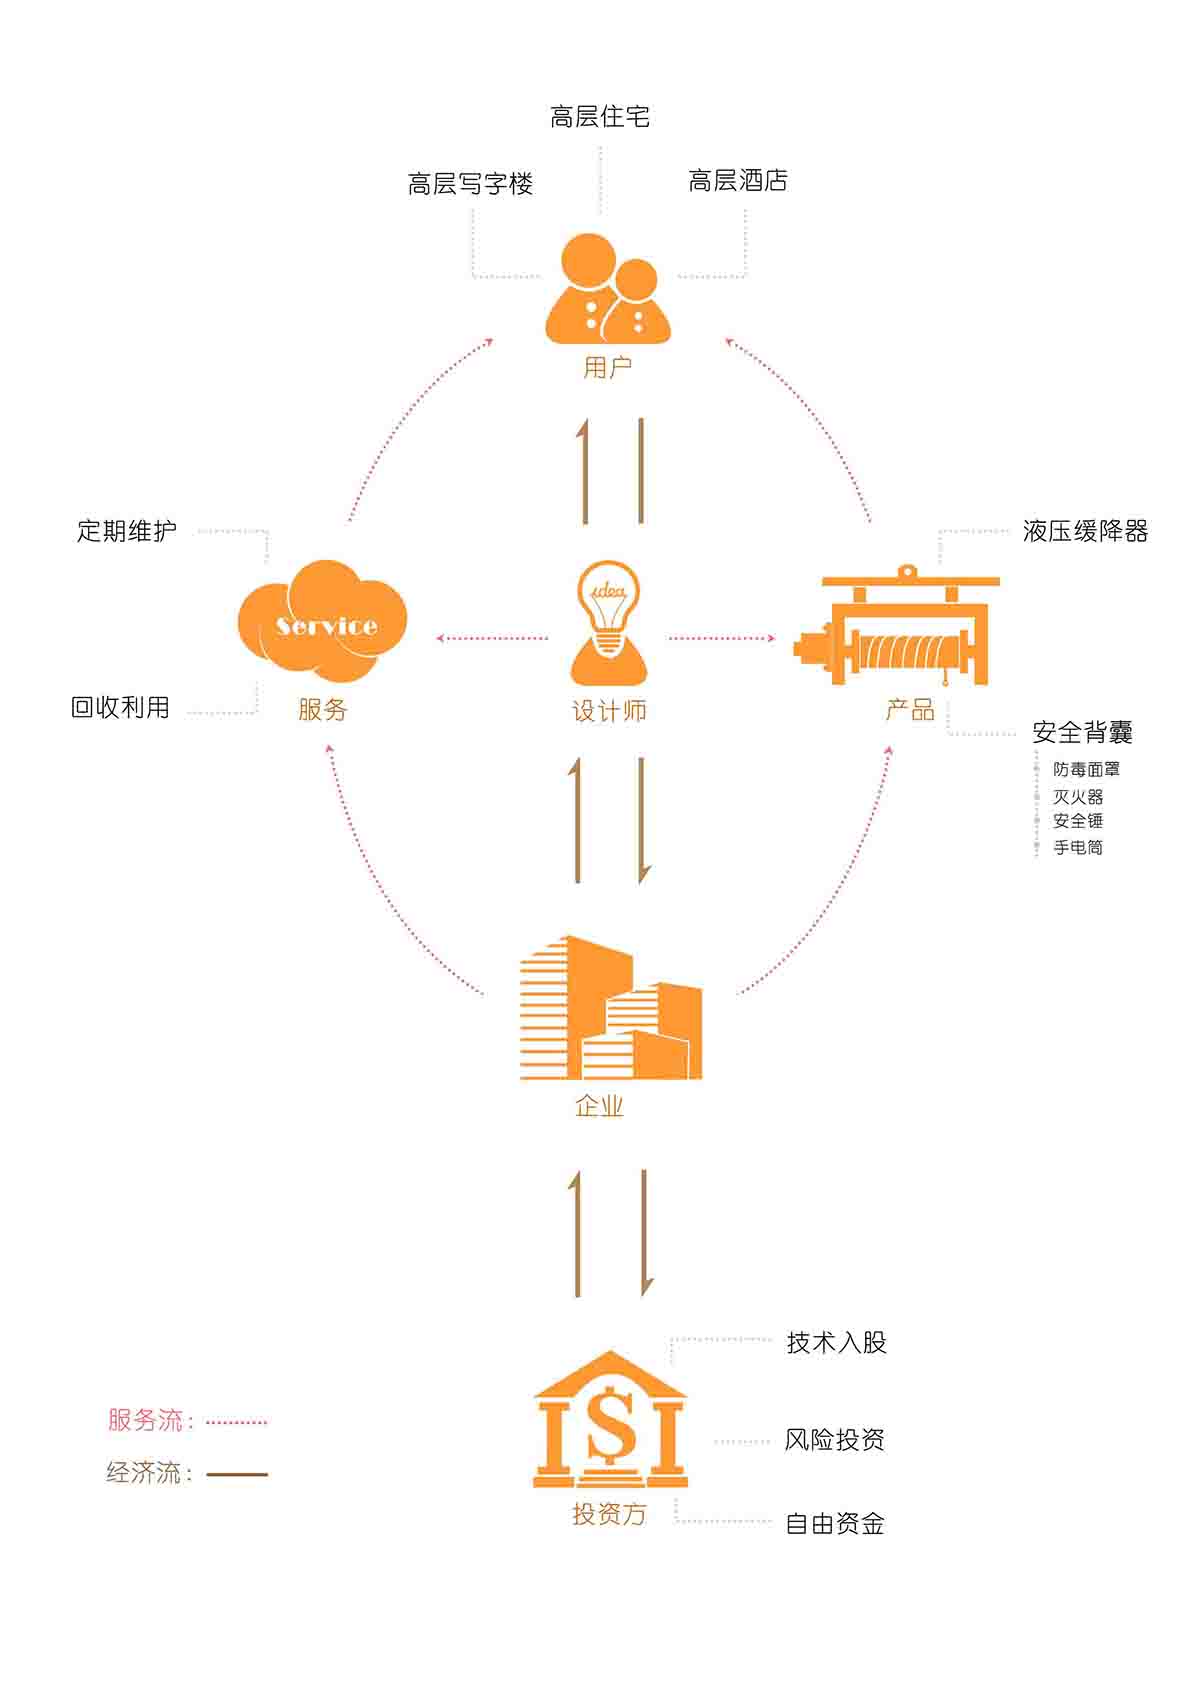 高层住宅
高层写字楼
高层酒店
用户
定期维护
液压缓降器
idea
Service
回收利用
服务
设计师
产品
安全背囊
防毒面罩
灭火器
安全锤
手电筒
企业
技术入股
服务流：
风险投资
经济流：
投资方
自由资金